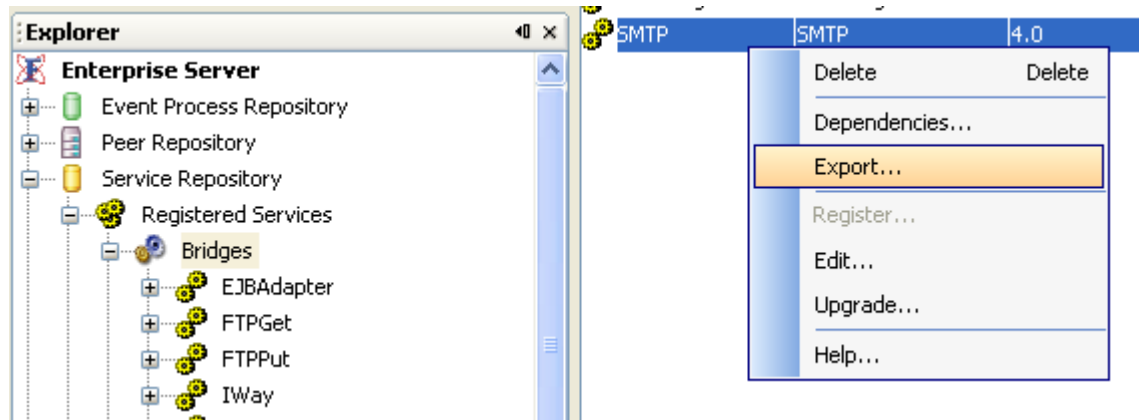 Explorer
Enterprise Server
Event Process Repository
Peer Repository
Service Repository
Registered Services
Bridges
EJBAdapter
FTPGet
FTPPut
IWay
SMTP SMTP 4.0
Delete Delete
Dependencies...
Export...
Register...
Edit...
Upgrade...
Help...